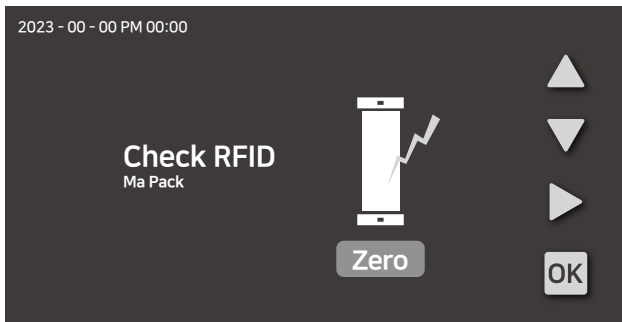 2023 - 00 - 00 PM 00:00
Check RFID
Ma Pack
Zero
OK